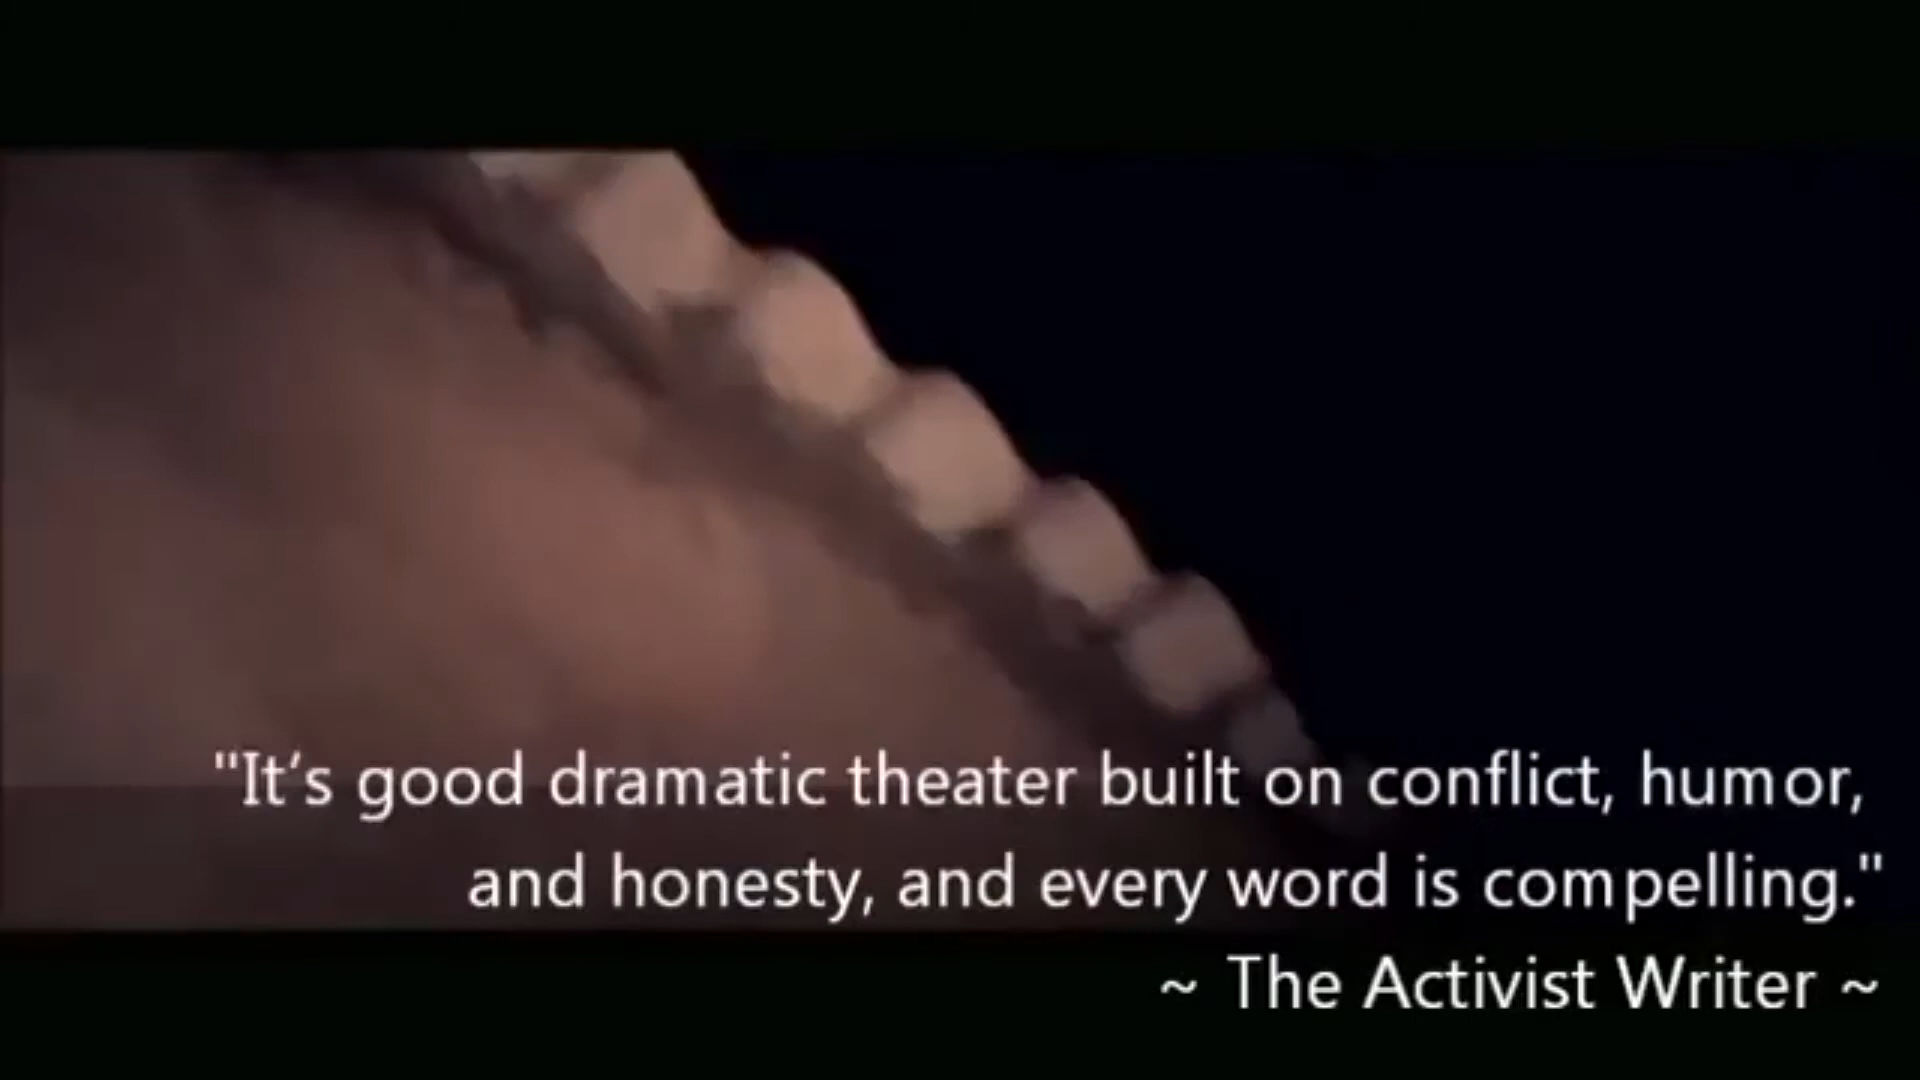 "It’s good dramatic theater built on conflict, humor,
and honesty, and every word is compelling."
~ The Activist Writer ~